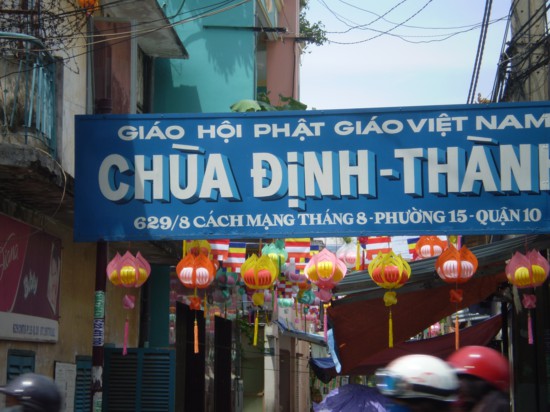 GIÁO HỘI PHẬT GIÁO VIỆT NAM
CHÙA ĐỊNH-THÀNH
629/8 CÁCH MẠNG THÁNG 8 - PHƯỜNG 15 - QUẬN 10